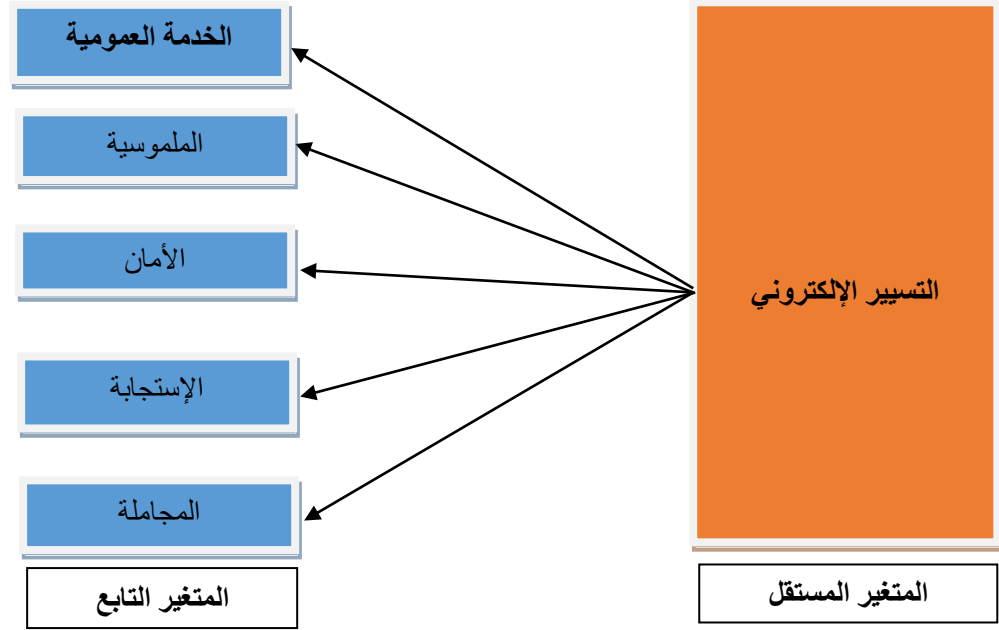 الخدمة العمومية
الملموسية
الأمان
التسيير الإلكتروني
الإستجابة
المجاملة
المتغير المستقل
المتغير التابع